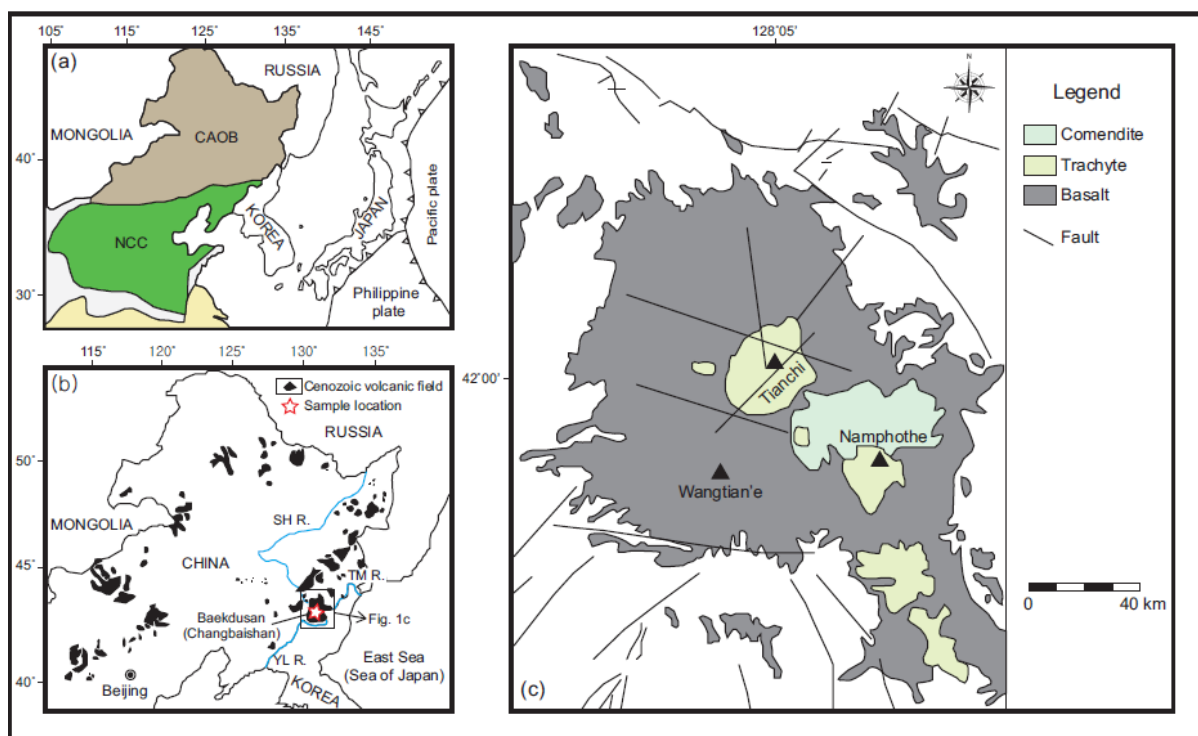 105 115 125 135 145
(a)
RUSSIA
MONGOLIA
CAOB
40°
KOREA
JAPAN
Pacific plate
NCC
30°
Philippine
plate
115° 120° 125° 130° 135°
(b)
Cenozoic volcanic field
Sample location
RUSSIA
50°
SH R.
MONGOLIA
CHINA
45°
TM R.
Baekdusan
(Changbaishan)
Fig. 1c
YL R.
East Sea
(Sea of Japan)
Beijing
40°
KOREA
128°05'
42°00'
Tianchi
Namphothe
Wangtian'e
(c)
Legend
Comendite
Trachyte
Basalt
Fault
0 40 km